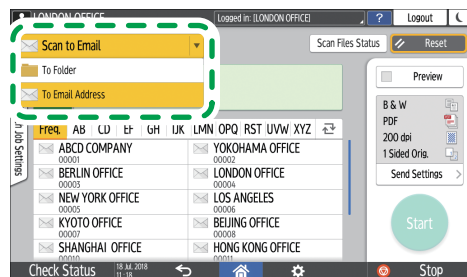 LONDON OFFICE
Logged in: [LONDON OFFICE]
?
Logout
Scan to Email
Scan Files Status
Reset
To Folder
To Email Address
Preview
B & W
PDF
200 dpi
1 Sided Orig.
Send Settings
Start
Job Settings
Freq. AB CD EF GH IJK LMN OPQ RST UVW XYZ
ABCD COMPANY
00001
YOKOHAMA OFFICE
00002
BERLIN OFFICE
00003
LONDON OFFICE
00004
NEW YORK OFFICE
00005
LOS ANGELES
00006
KYOTO OFFICE
00007
BEIJING OFFICE
00008
SHANGHAI OFFICE
00010
HONG KONG OFFICE
00011
Check Status
18 Jul. 2018
11:18
Stop